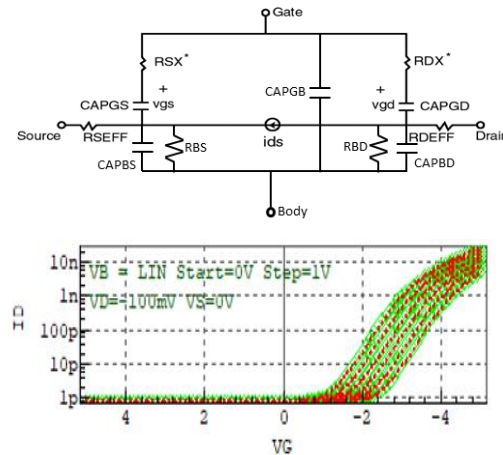 Gate
RSX*
RDX*
+
vgs
CAPGS
CAPGB
+
vgd
CAPGD
Source
RSEFF
ids
RDEFF
Drain
CAPBS
RBS
RBD
CAPBD
Body
VB = LIN Start=0V Step=1V
VD=-100mV VS=0V
ID
10n
1n
100p
10p
1p
4
2
0
-2
-4
VG